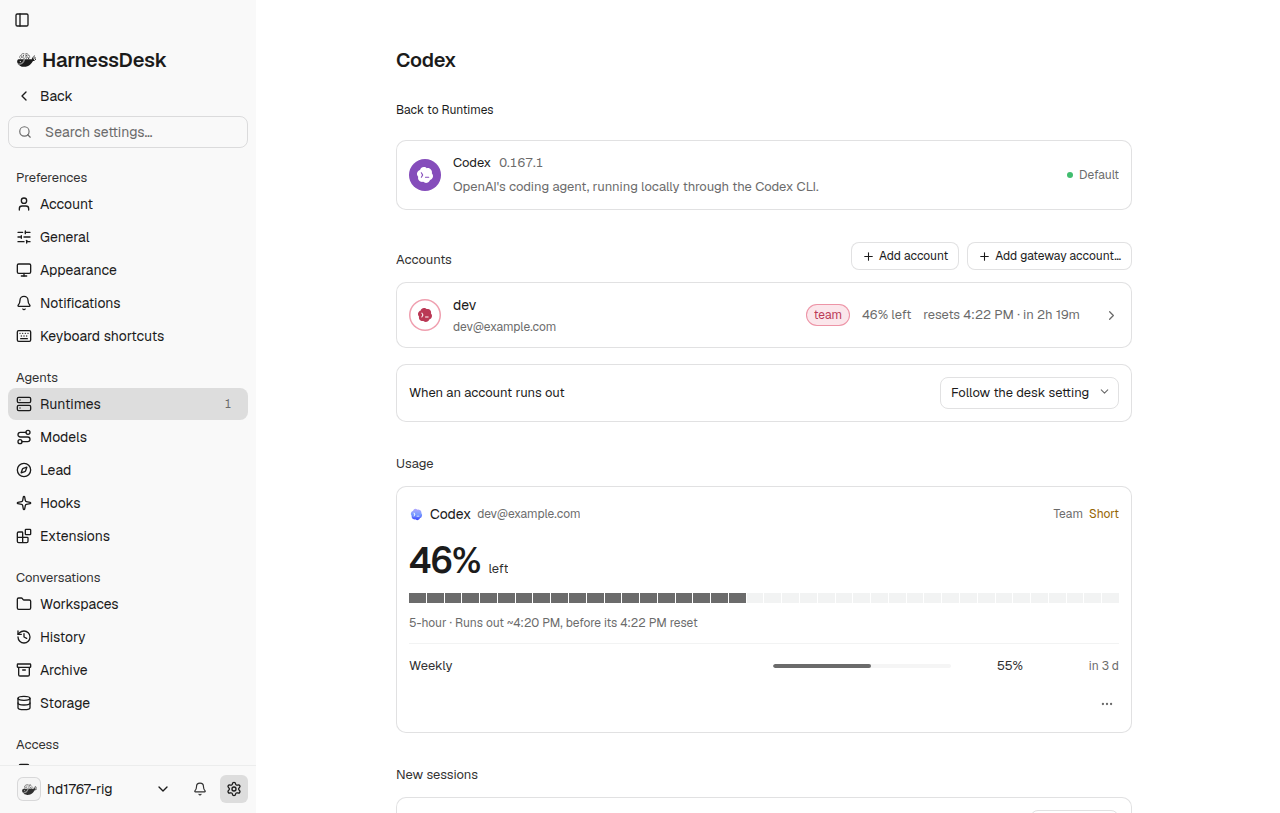 HarnessDesk
Back
Search settings…
Preferences
Account
General
Appearance
Notifications
Keyboard shortcuts
Agents
Runtimes 1
Models
Lead
Hooks
Extensions
Conversations
Workspaces
History
Archive
Storage
Access
hd1767-rig
Codex
Back to Runtimes
Codex 0.167.1
OpenAI's coding agent, running locally through the Codex CLI.
Default
Accounts
Add account
Add gateway account…
dev
dev@example.com
team 46% left resets 4:22 PM · in 2h 19m
When an account runs out
Follow the desk setting
Usage
Codex dev@example.com
Team Short
46% left
5-hour · Runs out ~4:20 PM, before its 4:22 PM reset
Weekly 55% in 3 d
New sessions